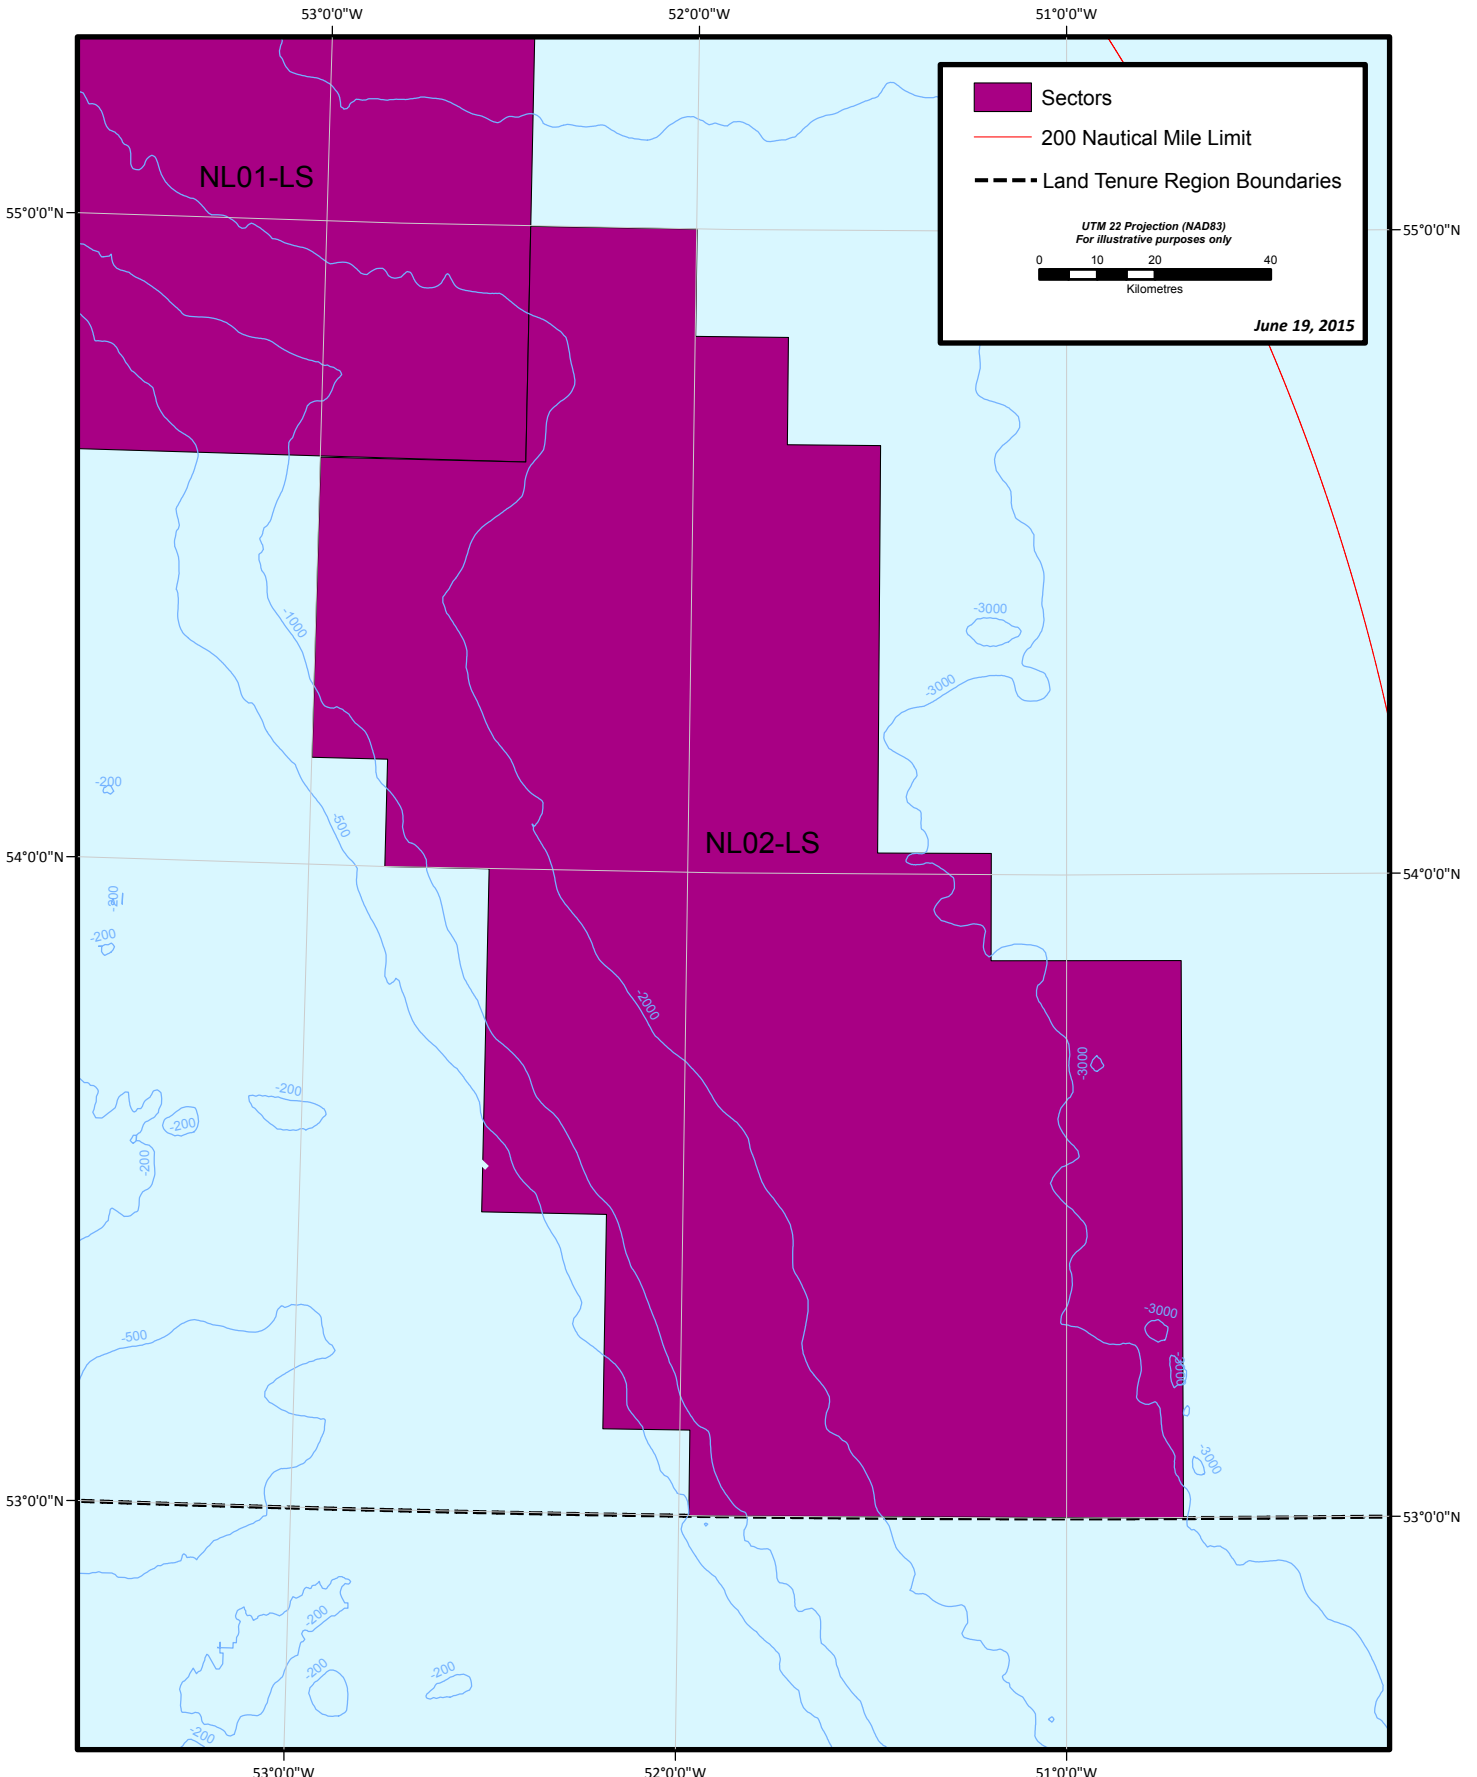 53°0'0"W 52°0'0"W 51°0'0"W
Sectors
200 Nautical Mile Limit
Land Tenure Region Boundaries
UTM 22 Projection (NAD83)
For illustrative purposes only
0 10 20 40
Kilometres
June 19, 2015
NL01-LS
55°0'0"N 55°0'0"N
-3000
-1000
-3000
-200
-500
NL02-LS
54°0'0"N 54°0'0"N
-200
-200
-2000
-3000
-200
-200
-200
-3000
-500
-3000
-3000
53°0'0"N 53°0'0"N
-200
-200
-200
-200
53°0'0"W 52°0'0"W 51°0'0"W